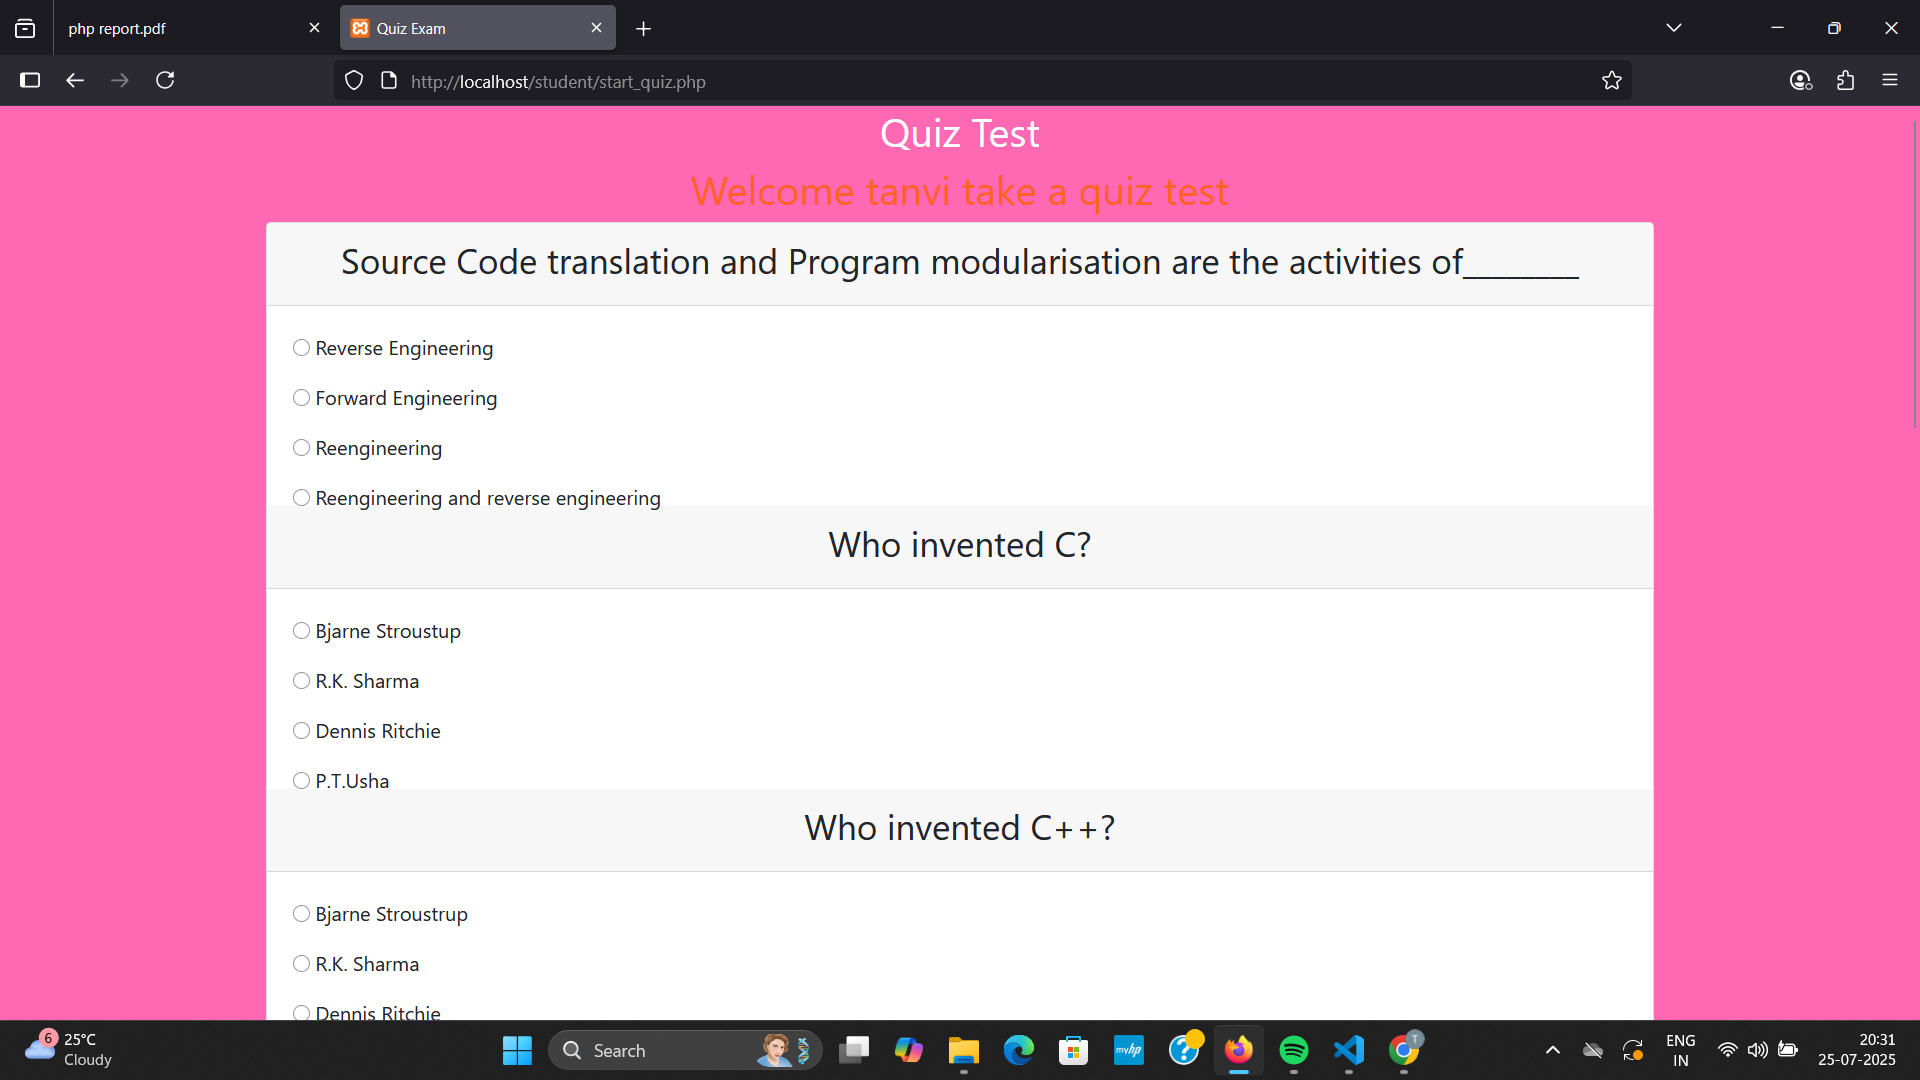 php report.pdf
Quiz Exam
http://localhost/student/start_quiz.php
Quiz Test
Welcome tanvi take a quiz test
Source Code translation and Program modularisation are the activities of________
Reverse Engineering
Forward Engineering
Reengineering
Reengineering and reverse engineering
Who invented C?
Bjarne Stroustup
R.K. Sharma
Dennis Ritchie
P.T.Usha
Who invented C++?
Bjarne Stroustrup
R.K. Sharma
Dennis Ritchie
6
25°C
Cloudy
Search
myhp
T
ENG
IN
20:31
25-07-2025